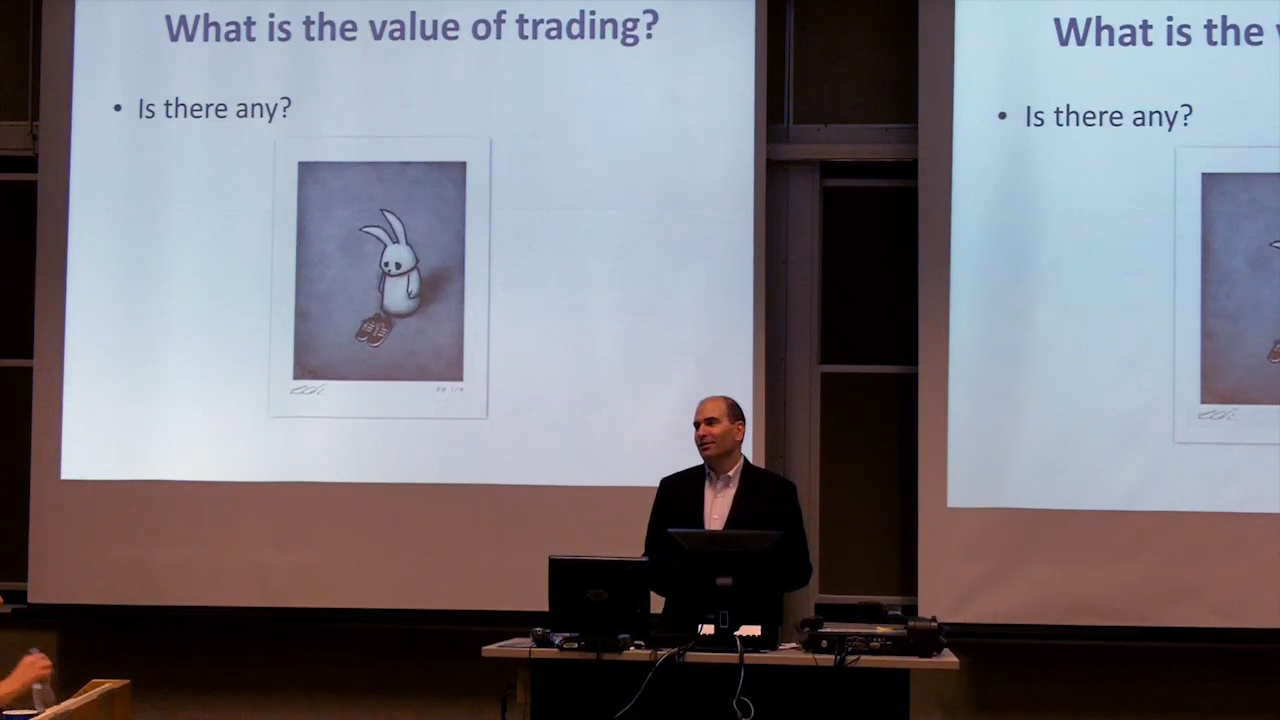 What is the value of trading?
• Is there any?
What is the
• Is there any?